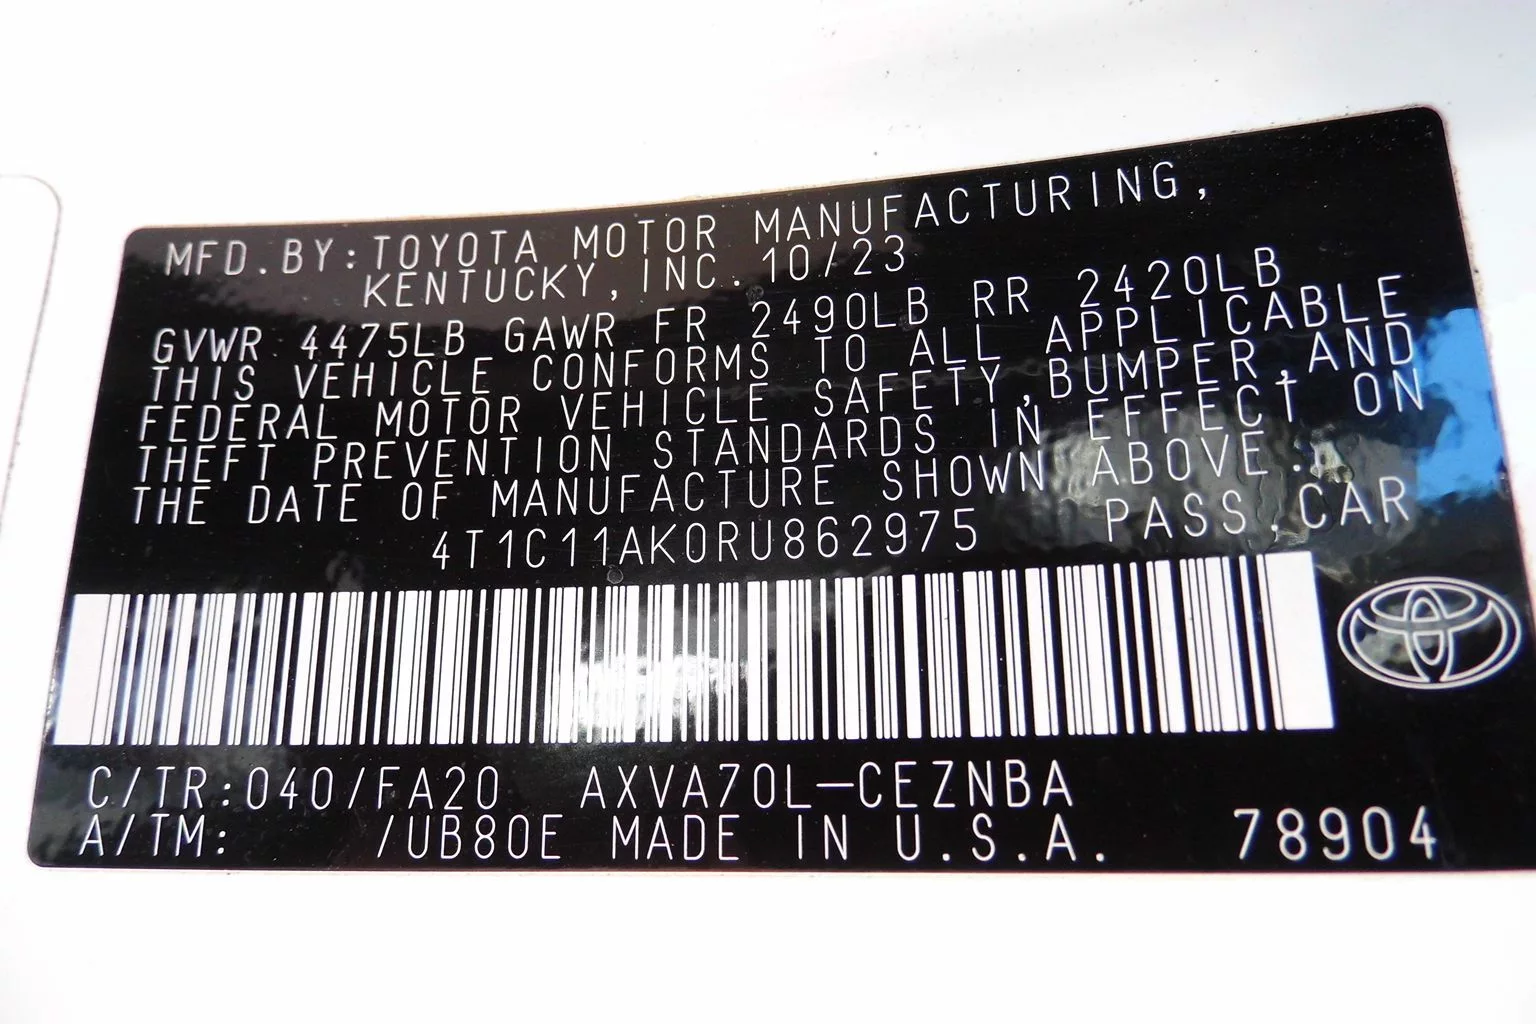 MFD.BY:TOYOTA MOTOR MANUFACTURING,
KENTUCKY, INC. 10/23
GVWR 4475LB GAWR FR 2490LB RR 2420LB
THIS VEHICLE CONFORMS TO ALL APPLICABLE
FEDERAL MOTOR VEHICLE SAFETY,BUMPER,AND
THEFT PREVENTION STANDARDS IN EFFECT ON
THE DATE OF MANUFACTURE SHOWN ABOVE.
4T1C11AK0RU862975 PASS.CAR
C/TR:040/FA20 AXVA70L-CEZNBA
A/TM: /UB80E MADE IN U.S.A. 78904